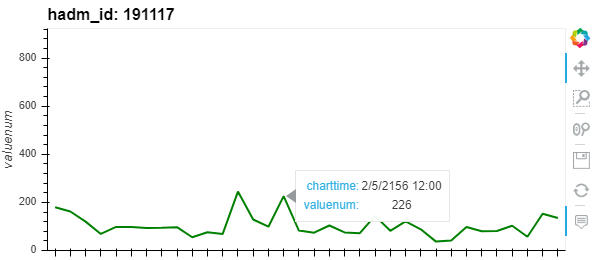 hadm_id: 191117
valuenum
800
600
400
200
0
charttime: 2/5/2156 12:00
valuenum: 226